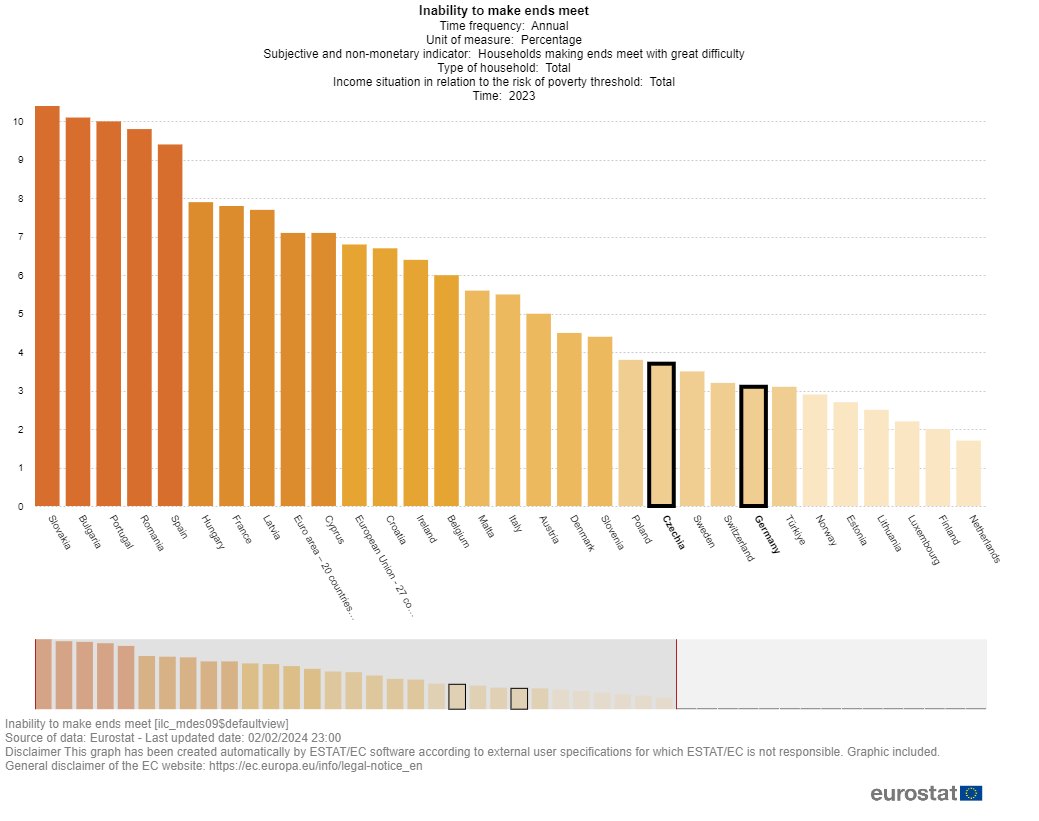 Inability to make ends meet
Time frequency: Annual
Unit of measure: Percentage
Subjective and non-monetary indicator: Households making ends meet with great difficulty
Type of household: Total
Income situation in relation to the risk of poverty threshold: Total
Time: 2023
10
9
8
7
6
5
4
3
2
1
0
Slovakia
Bulgaria
Portugal
Romania
Spain
Hungary
France
Latvia
Euro area – 20 countries...
Cyprus
European Union - 27 co...
Croatia
Ireland
Belgium
Malta
Italy
Austria
Denmark
Slovenia
Poland
Czechia
Sweden
Switzerland
Germany
Türkiye
Norway
Estonia
Lithuania
Luxembourg
Finland
Netherlands
Inability to make ends meet [ilc_mdes09$defaultview]
Source of data: Eurostat - Last updated date: 02/02/2024 23:00
Disclaimer This graph has been created automatically by ESTAT/EC software according to external user specifications for which ESTAT/EC is not responsible. Graphic included.
General disclaimer of the EC website: https://ec.europa.eu/info/legal-notice_en
eurostat